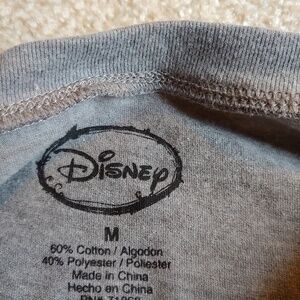 Disney
M
60% Cotton / Algodon
40% Polyester / Poliester
Made in China
Hecho en China